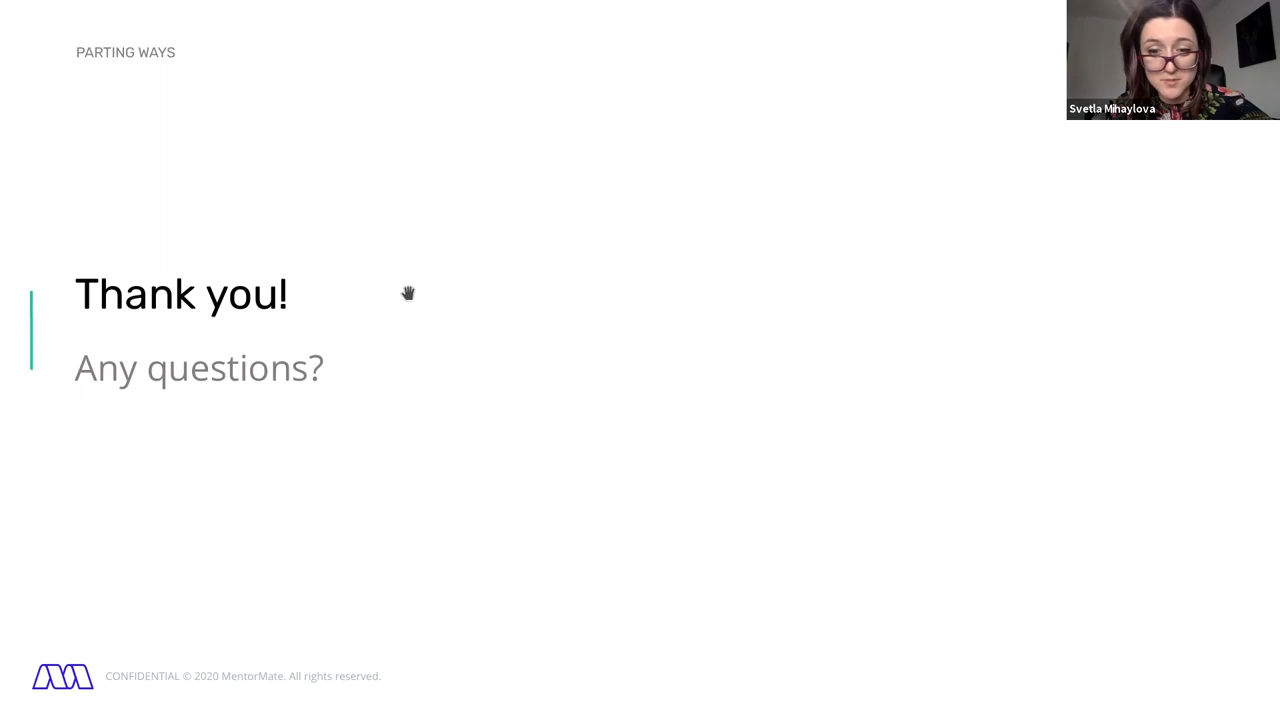 PARTING WAYS
Svetla Mihaylova
Thank you!
Any questions?
CONFIDENTIAL © 2020 MentorMate. All rights reserved.